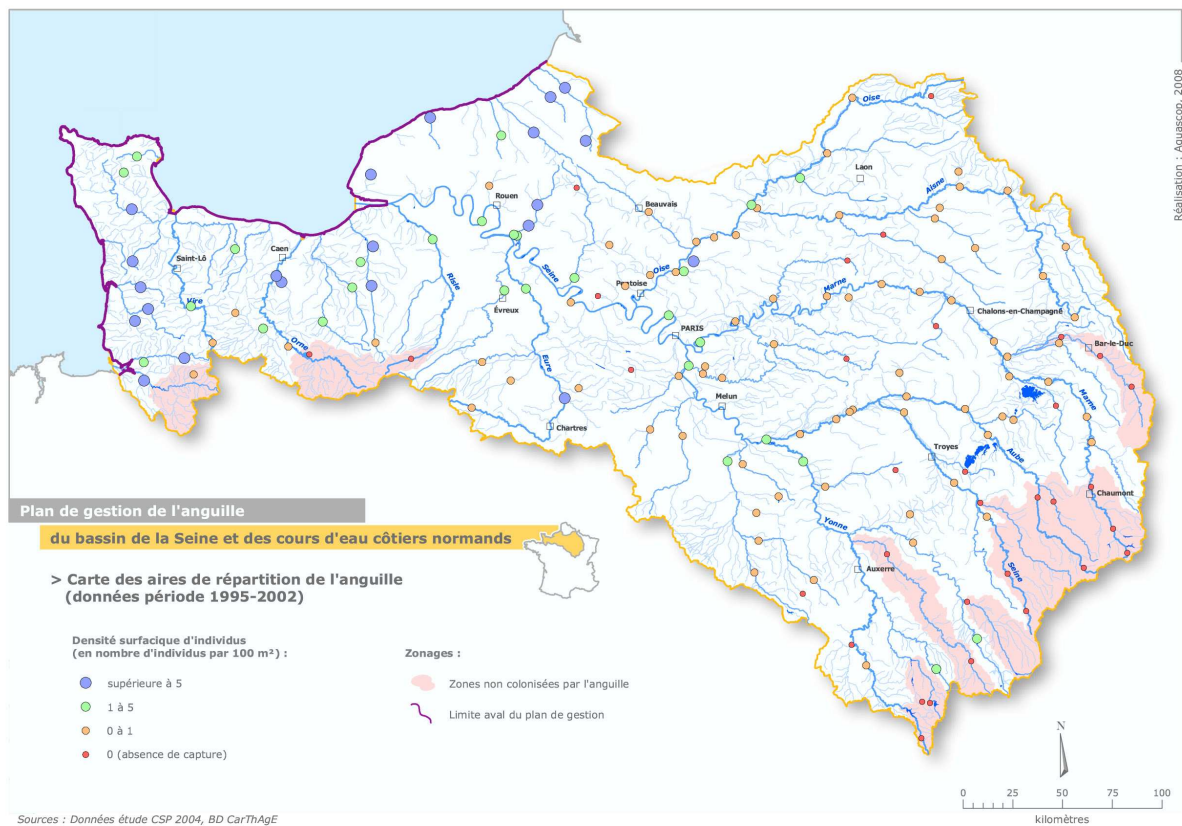 Réalisation : Aquascop, 2008
Oise
Laon
Aisne
Rouen
Beauvais
Saint-Lô
Caen
Seine
Risle
Oise
Pontoise
Marne
Vire
Évreux
Chalons-en-Champagne
PARIS
Orne
Eure
Bar-le-Duc
Melun
Marne
Chartres
Troyes
Aube
Chaumont
Yonne
Auxerre
Seine
Plan de gestion de l'anguille
du bassin de la Seine et des cours d'eau côtiers normands
> Carte des aires de répartition de l'anguille
(données période 1995-2002)
Densité surfacique d'individus
(en nombre d'individus par 100 m²) :
supérieure à 5
1 à 5
0 à 1
0 (absence de capture)
Zonages :
Zones non colonisées par l'anguille
Limite aval du plan de gestion
N
0 25 50 75 100
kilomètres
Sources : Données étude CSP 2004, BD CarThAgE